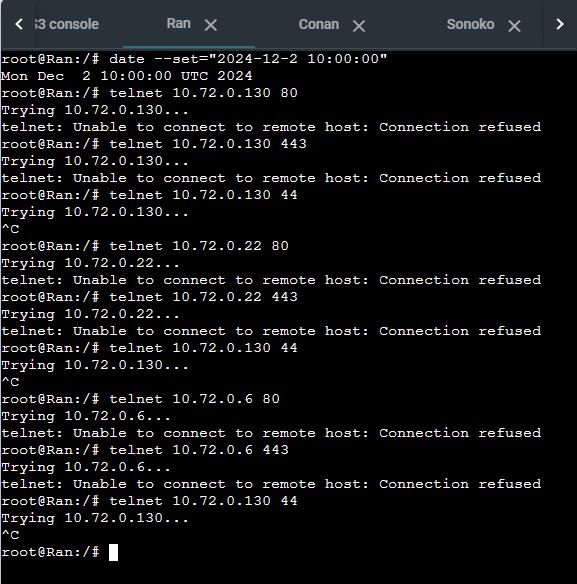 S3 console
Ran
Conan
Sonoko
root@Ran:/# date --set="2024-12-2 10:00:00"
Mon Dec  2 10:00:00 UTC 2024
root@Ran:/# telnet 10.72.0.130 80
Trying 10.72.0.130...
telnet: Unable to connect to remote host: Connection refused
root@Ran:/# telnet 10.72.0.130 443
Trying 10.72.0.130...
telnet: Unable to connect to remote host: Connection refused
root@Ran:/# telnet 10.72.0.130 44
Trying 10.72.0.130...
^C
root@Ran:/# telnet 10.72.0.22 80
Trying 10.72.0.22...
telnet: Unable to connect to remote host: Connection refused
root@Ran:/# telnet 10.72.0.22 443
Trying 10.72.0.22...
telnet: Unable to connect to remote host: Connection refused
root@Ran:/# telnet 10.72.0.130 44
Trying 10.72.0.130...
^C
root@Ran:/# telnet 10.72.0.6 80
Trying 10.72.0.6...
telnet: Unable to connect to remote host: Connection refused
root@Ran:/# telnet 10.72.0.6 443
Trying 10.72.0.6...
telnet: Unable to connect to remote host: Connection refused
root@Ran:/# telnet 10.72.0.130 44
Trying 10.72.0.130...
^C
root@Ran:/#